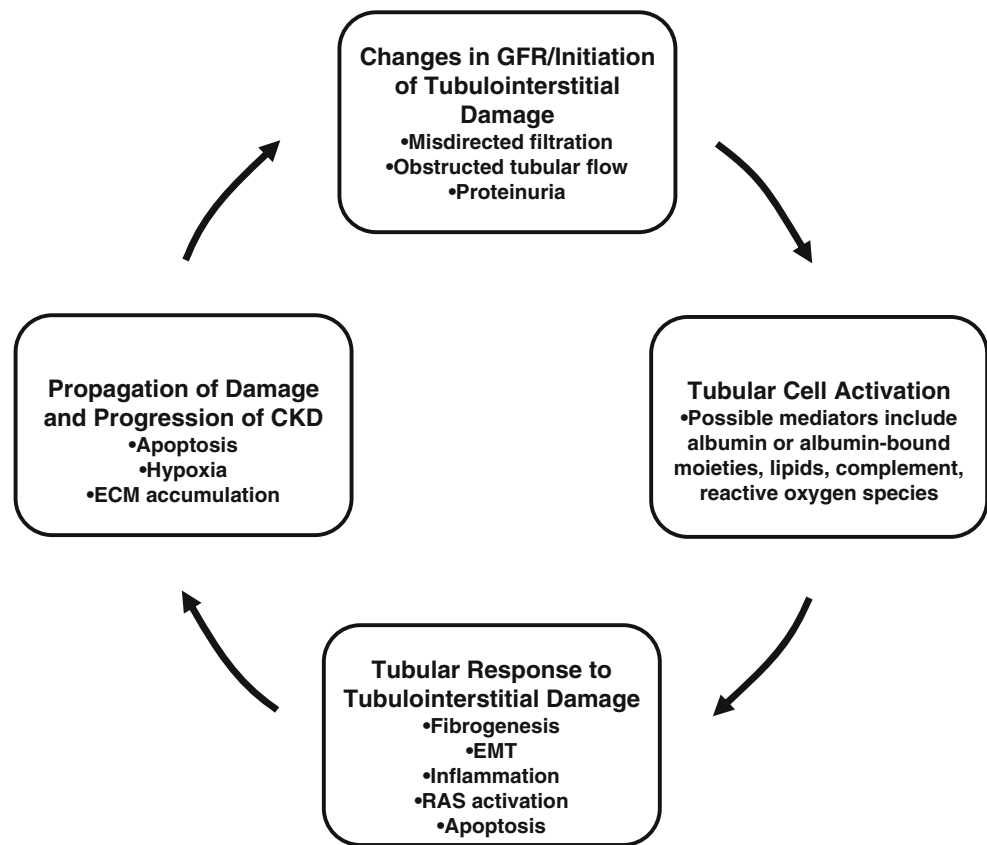 Changes in GFR/Initiation
of Tubulointerstitial
Damage
•Misdirected filtration
•Obstructed tubular flow
•Proteinuria
Tubular Cell Activation
•Possible mediators include
albumin or albumin-bound
moieties, lipids, complement,
reactive oxygen species
Tubular Response to
Tubulointerstitial Damage
•Fibrogenesis
•EMT
•Inflammation
•RAS activation
•Apoptosis
Propagation of Damage
and Progression of CKD
•Apoptosis
•Hypoxia
•ECM accumulation